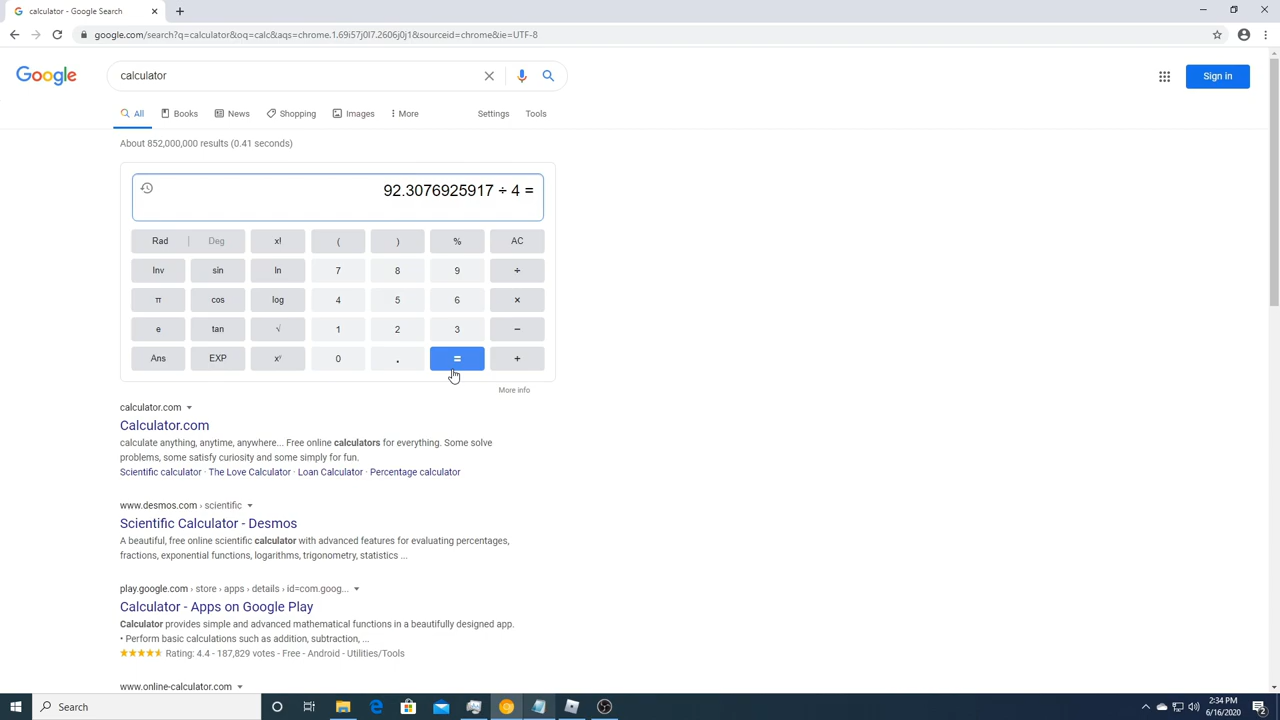 calculator - Google Search
google.com/search?q=calculator&oq=calc&aqs=chrome.1.69i57j0l7.2606j0j1&sourceid=chrome&ie=UTF-8
Google
calculator
Sign in
All Books News Shopping Images More Settings Tools
About 852,000,000 results (0.41 seconds)
92.3076925917 ÷ 4 =
Rad Deg x! ( ) % AC
Inv sin ln 7 8 9 ÷
π cos log 4 5 6 ×
e tan √ 1 2 3 −
Ans EXP xʸ 0 . = +
More info
calculator.com
Calculator.com
calculate anything, anytime, anywhere... Free online calculators for everything. Some solve
problems, some satisfy curiosity and some simply for fun.
Scientific calculator · The Love Calculator · Loan Calculator · Percentage calculator
www.desmos.com › scientific
Scientific Calculator - Desmos
A beautiful, free online scientific calculator with advanced features for evaluating percentages,
fractions, exponential functions, logarithms, trigonometry, statistics ...
play.google.com › store › apps › details › id=com.goog...
Calculator - Apps on Google Play
Calculator provides simple and advanced mathematical functions in a beautifully designed app.
• Perform basic calculations such as addition, subtraction, ...
Rating: 4.4 - 187,829 votes - Free - Android - Utilities/Tools
www.online-calculator.com
Search
2:34 PM
6/16/2020
2